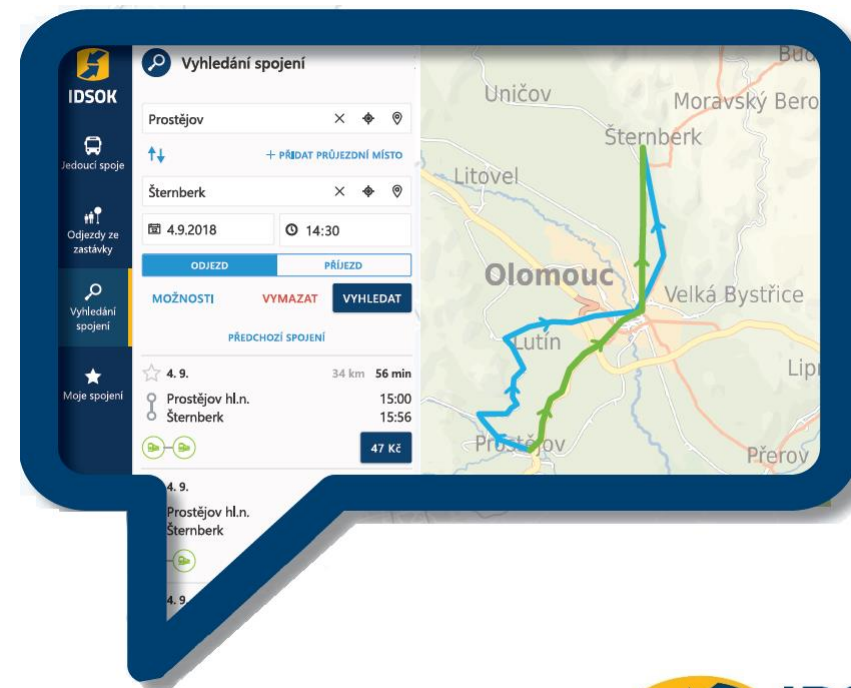 IDSOK
Jedoucí spoje
Odjezdy ze
zastávky
Vyhledání
spojení
Moje spojení
Vyhledání spojení
Prostějov
+ PŘIDAT PRŮJEZDNÍ MÍSTO
Šternberk
4.9.2018 14:30
ODJEZD PŘÍJEZD
MOŽNOSTI VYMAZAT VYHLEDAT
PŘEDCHOZÍ SPOJENÍ
4. 9. 34 km 56 min
Prostějov hl.n. 15:00
Šternberk 15:56
47 Kč
4. 9.
Prostějov hl.n.
Šternberk
4. 9.
Uničov
Moravský Bero
Šternberk
Litovel
Olomouc
Velká Bystřice
Lutín
Prostějov
Přerov